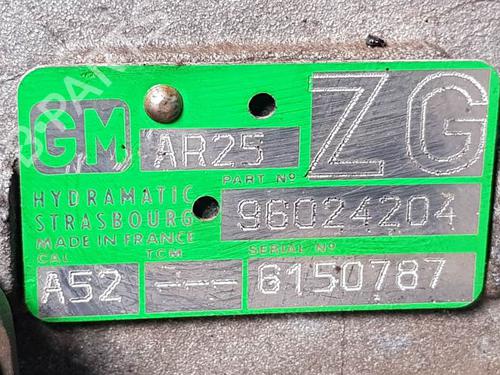 GM AR25 ZG
PART Nº
HYDRAMATIC
STRASBOURG
MADE IN FRANCE
96024204
SERIAL Nº
CAL TCM
A52 --- 6150787